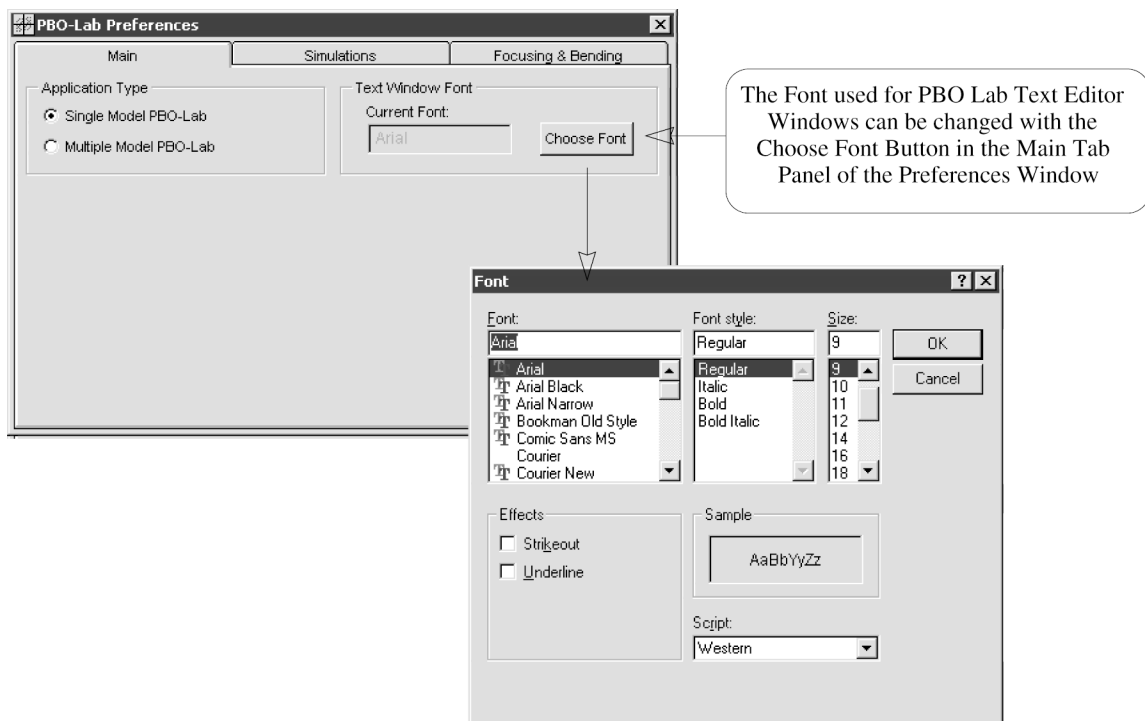 PBO-Lab Preferences
Main
Simulations
Focusing & Bending
Application Type
Single Model PBO-Lab
Multiple Model PBO-Lab
Text Window Font
Current Font:
Arial
Choose Font
The Font used for PBO Lab Text Editor
Windows can be changed with the
Choose Font Button in the Main Tab
Panel of the Preferences Window
Font
Font:
Arial
Arial
Arial Black
Arial Narrow
Bookman Old Style
Comic Sans MS
Courier
Courier New
Font style:
Regular
Regular
Italic
Bold
Bold Italic
Size:
9
9
10
11
12
14
16
18
OK
Cancel
Effects
Strikeout
Underline
Sample
AaBbYyZz
Script:
Western